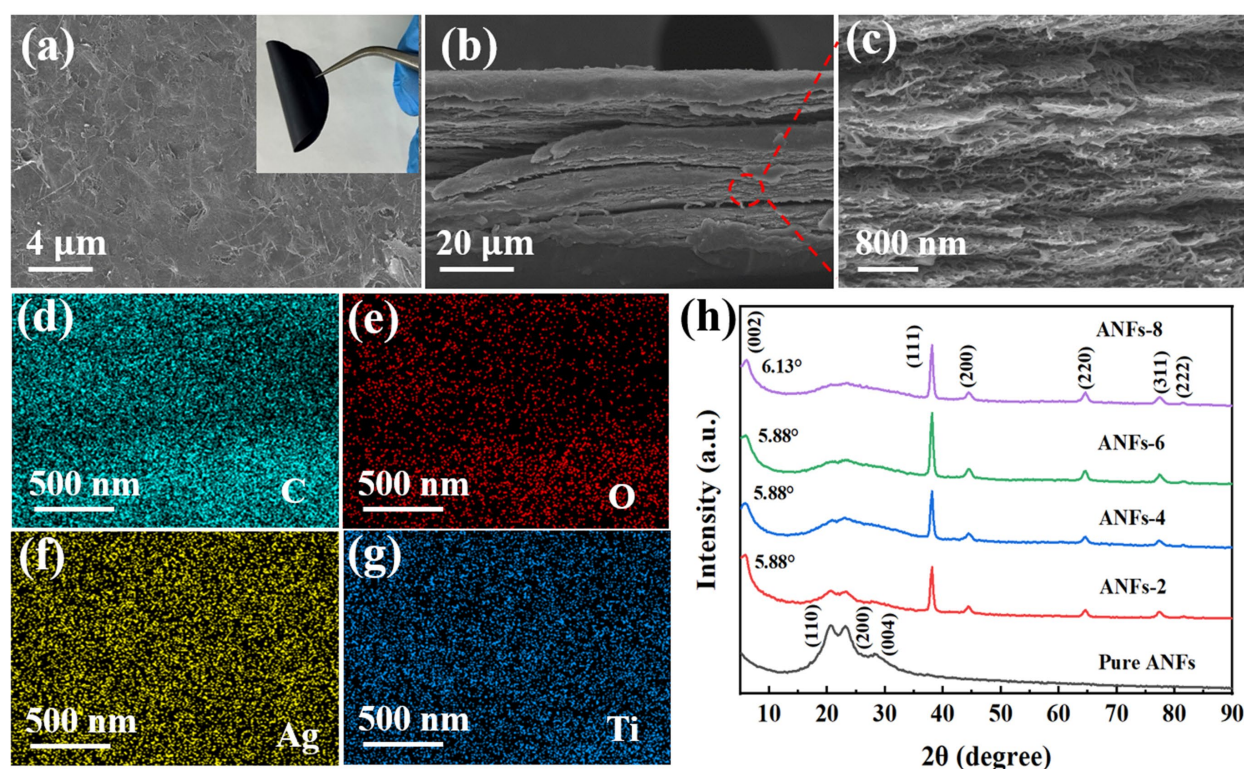 (a)
4 μm
(b)
20 μm
(c)
800 nm
(d)
500 nm
C
(e)
500 nm
O
(f)
500 nm
Ag
(g)
500 nm
Ti
(h)
Intensity (a.u.)
(002)
6.13°
(111)
(200)
(220)
(311)
(222)
ANFs-8
5.88°
ANFs-6
5.88°
ANFs-4
5.88°
ANFs-2
(110)
(200)
(004)
Pure ANFs
10 20 30 40 50 60 70 80 90
2θ (degree)